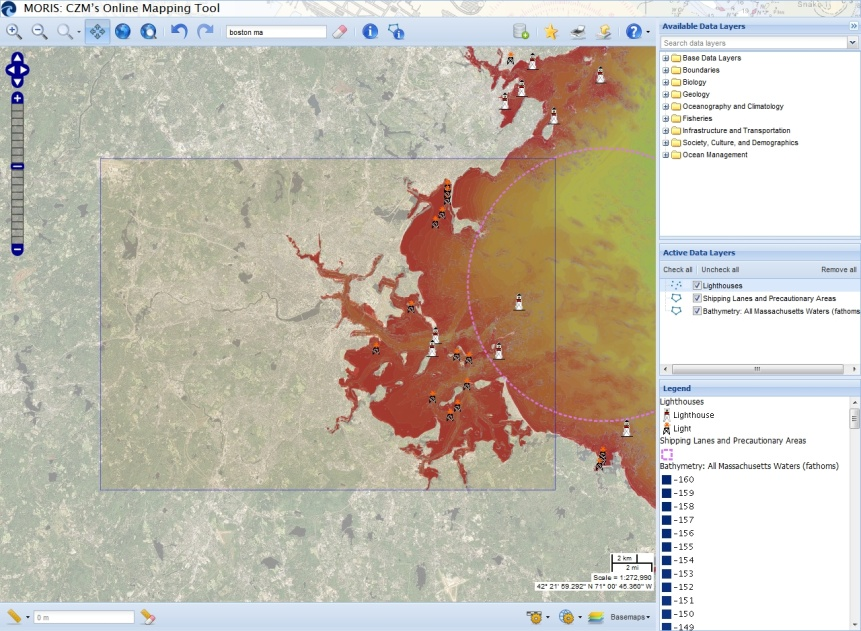 MORIS: CZM's Online Mapping Tool
boston ma
Available Data Layers
Search data layers
Base Data Layers
Boundaries
Biology
Geology
Oceanography and Climatology
Fisheries
Infrastructure and Transportation
Society, Culture, and Demographics
Ocean Management
Active Data Layers
Check all Uncheck all Remove all
Lighthouses
Shipping Lanes and Precautionary Areas
Bathymetry: All Massachusetts Waters (fathoms
Legend
Lighthouses
Lighthouse
Light
Shipping Lanes and Precautionary Areas
Bathymetry: All Massachusetts Waters (fathoms)
-160
-159
-158
-157
-156
-155
-154
-153
-152
-151
-150
-149
2 km
2 mi
Scale = 1:272,990
42° 21' 59.292" N 71° 00' 45.360" W
0 m
Basemaps